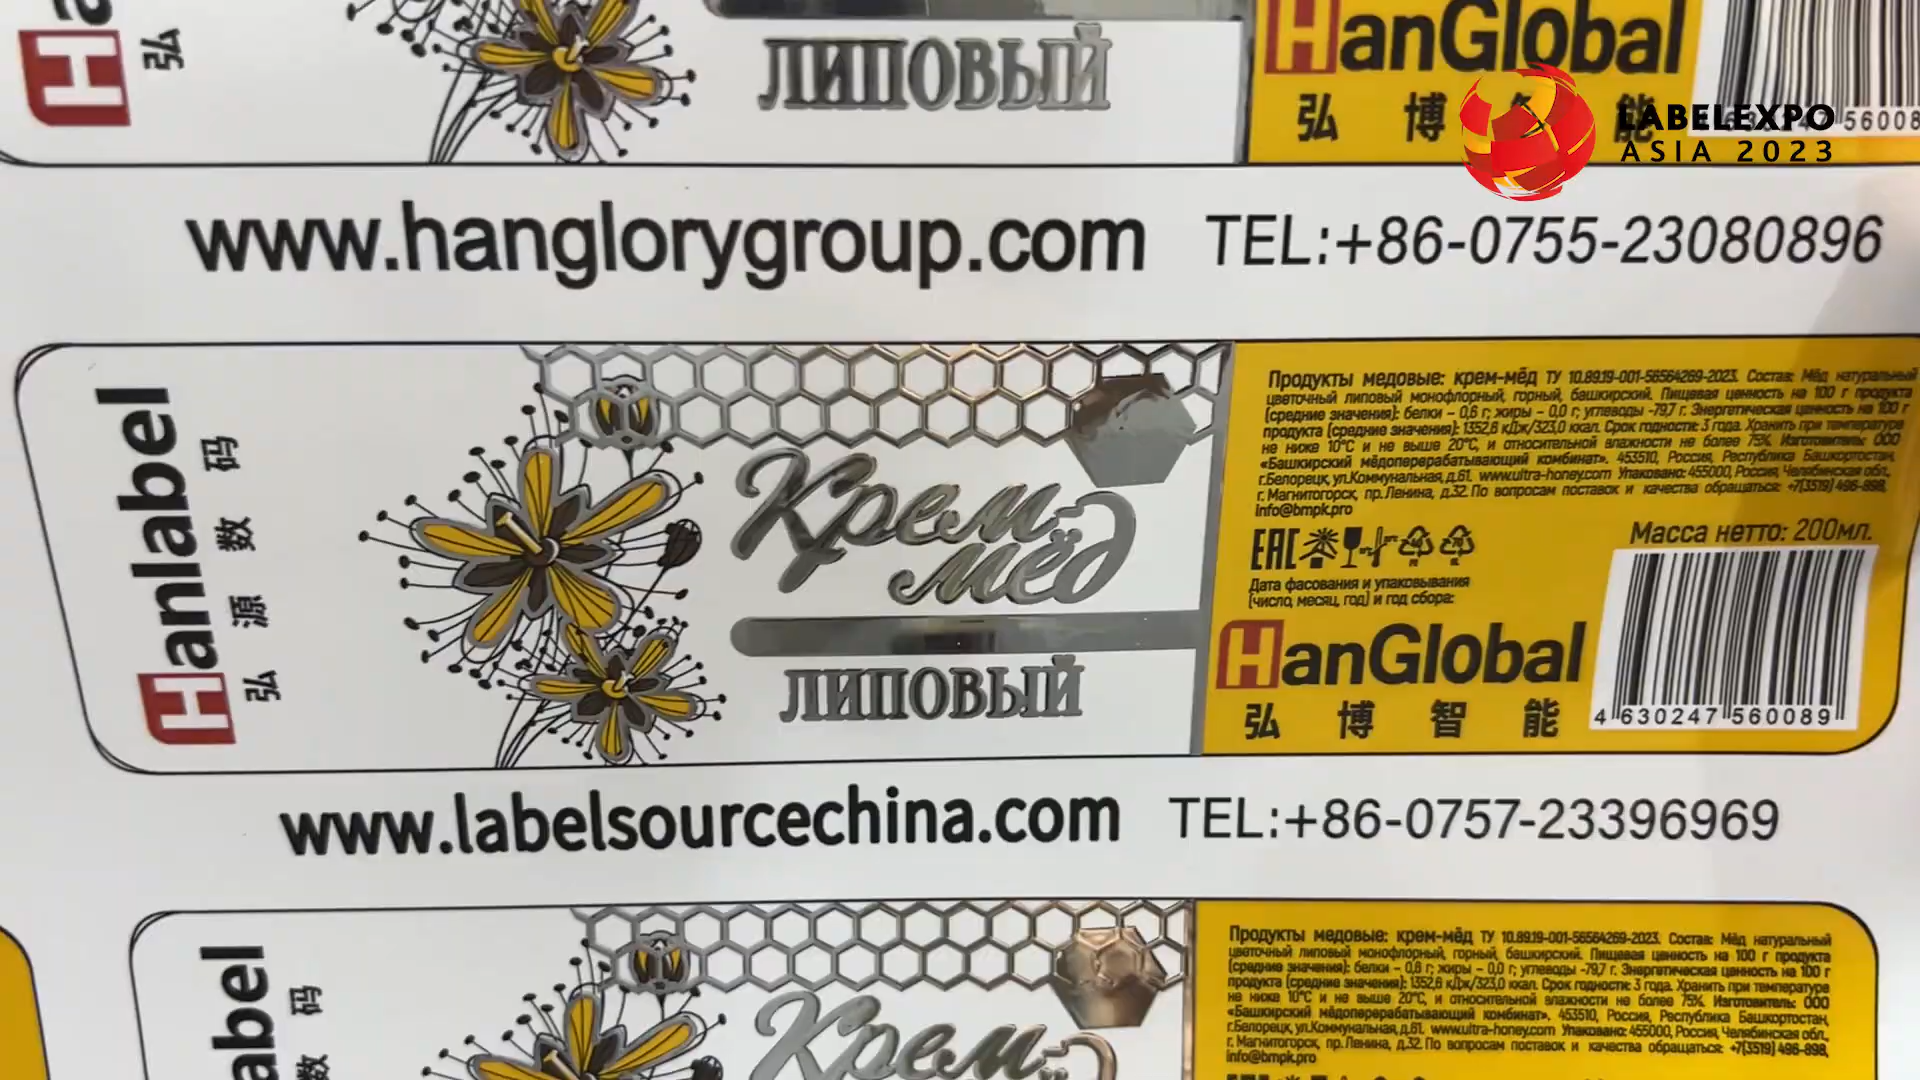 Ha
弘
ЛИПОВЫЙ
HanGlobal
弘 博 能
LABELEXPO
ASIA 2023
www.hanglorygroup.com TEL:+86-0755-23080896
Hanlabel
弘 源 数 码
Крем-
мёд
ЛИПОВЫЙ
Продукты медовые: крем-мёд ТУ 10.89.19-001-56564269-2023. Состав: Мёд натуральный
цветочный липовый монофлорный, горный, башкирский. Пищевая ценность на 100 г продукта
(средние значения): белки – 0,6 г; жиры – 0,0 г; углеводы -79,7 г. Энергетическая ценность на 100 г
продукта (средние значения): 1352,6 кДж/323,0 ккал. Срок годности: 3 года. Хранить при температуре
не ниже 10°С и не выше 20°С, и относительной влажности не более 75%. Изготовитель: ООО
«Башкирский мёдоперерабатывающий комбинат». 453510, Россия, Республика Башкортостан,
г.Белорецк, ул.Коммунальная, д.61. www.ultra-honey.com Упаковано: 455000, Россия, Челябинская обл.,
г. Магнитогорск, пр.Ленина, д.32. По вопросам поставок и качества обращаться: +7(3519) 496-898,
info@bmpk.pro
Масса нетто: 200мл.
EAC
Дата фасования и упаковывания
(число, месяц, год) и год сбора:
HanGlobal
弘 博 智 能
4 630247 560089
www.labelsourcechina.com TEL:+86-0757-23396969
abel
数 码
Крем-
Продукты медовые: крем-мёд ТУ 10.89.19-001-56564269-2023. Состав: Мёд натуральный
цветочный липовый монофлорный, горный, башкирский. Пищевая ценность на 100 г продукта
(средние значения): белки – 0,6 г; жиры – 0,0 г; углеводы -79,7 г. Энергетическая ценность на 100 г
продукта (средние значения): 1352,6 кДж/323,0 ккал. Срок годности: 3 года. Хранить при температуре
не ниже 10°С и не выше 20°С, и относительной влажности не более 75%. Изготовитель: ООО
«Башкирский мёдоперерабатывающий комбинат». 453510, Россия, Республика Башкортостан,
г.Белорецк, ул.Коммунальная, д.61. www.ultra-honey.com Упаковано: 455000, Россия, Челябинская обл.,
г. Магнитогорск, пр.Ленина, д.32. По вопросам поставок и качества обращаться: +7(3519) 496-898,
info@bmpk.pro